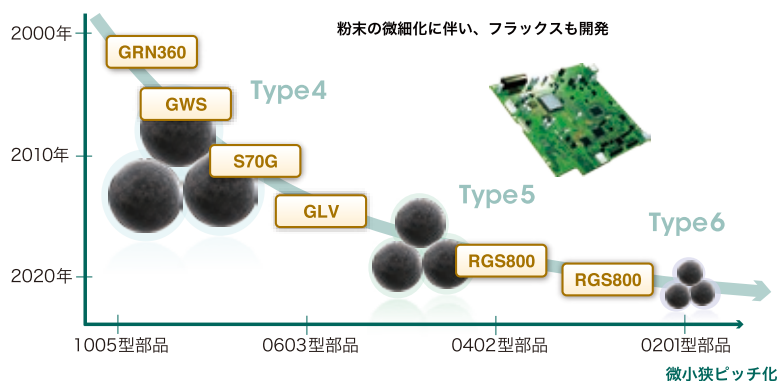 粉末の微細化に伴い、フラックスも開発
2000年
GRN360
GWS
Type4
2010年
S70G
GLV
Type5
Type6
RGS800
RGS800
2020年
1005型部品
0603型部品
0402型部品
0201型部品
微小狭ピッチ化